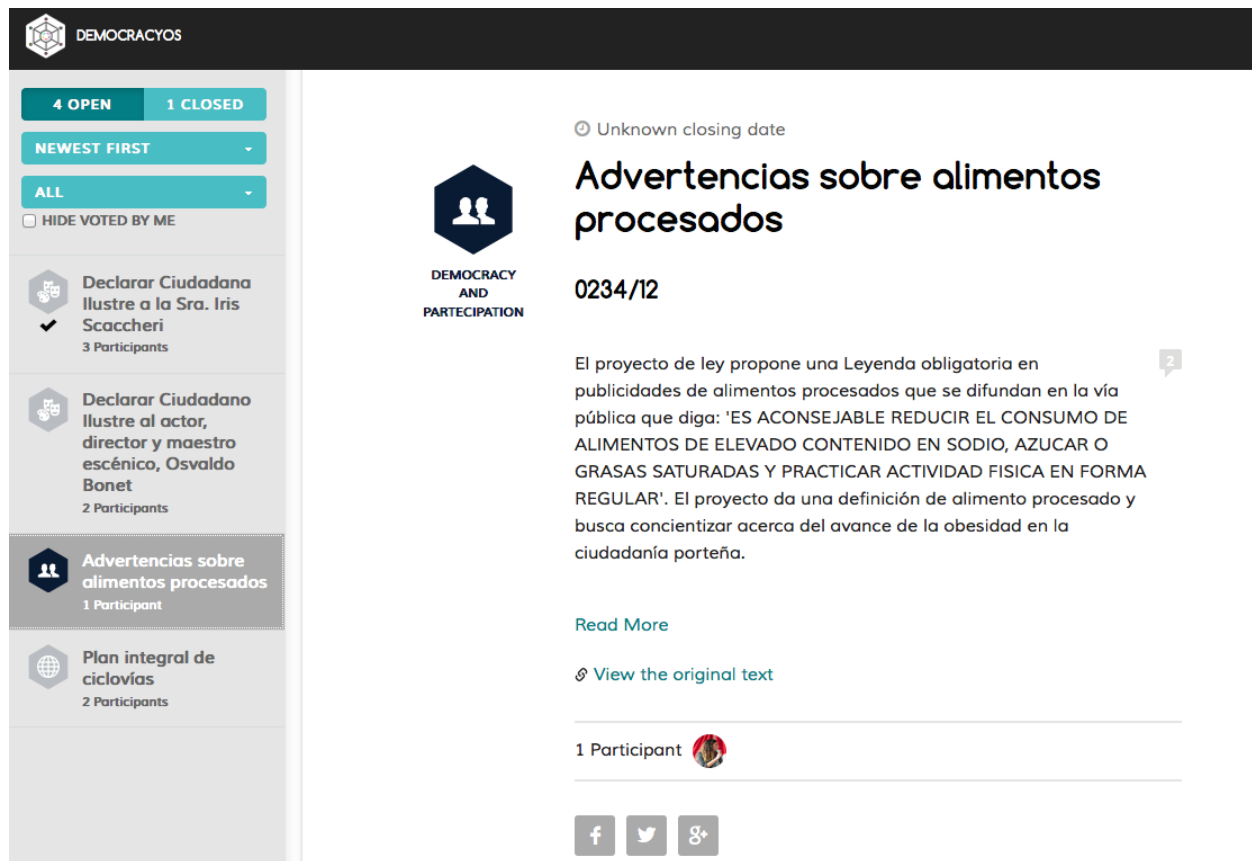 DEMOCRACYOS
4 OPEN
1 CLOSED
NEWEST FIRST
ALL
HIDE VOTED BY ME
Declarar Ciudadana
Ilustre a la Sra. Iris
Scaccheri
3 Participants
Declarar Ciudadano
Ilustre al actor,
director y maestro
escénico, Osvaldo
Bonet
2 Participants
Advertencias sobre
alimentos procesados
1 Participant
Plan integral de
ciclovías
2 Participants
DEMOCRACY
AND
PARTECIPATION
Unknown closing date
Advertencias sobre alimentos
procesados
0234/12
El proyecto de ley propone una Leyenda obligatoria en
publicidades de alimentos procesados que se difundan en la vía
pública que diga: 'ES ACONSEJABLE REDUCIR EL CONSUMO DE
ALIMENTOS DE ELEVADO CONTENIDO EN SODIO, AZUCAR O
GRASAS SATURADAS Y PRACTICAR ACTIVIDAD FISICA EN FORMA
REGULAR'. El proyecto da una definición de alimento procesado y
busca concientizar acerca del avance de la obesidad en la
ciudadanía porteña.
2
Read More
View the original text
1 Participant
f
8+